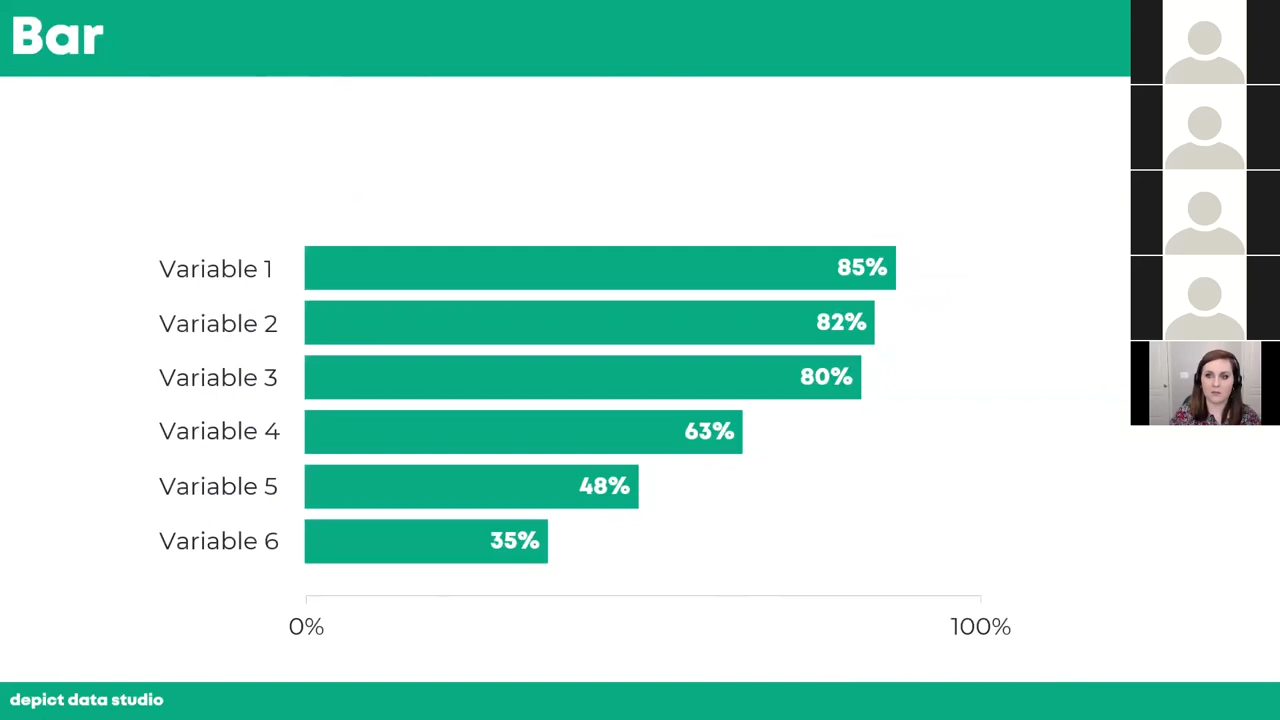 Bar
Variable 1 85%
Variable 2 82%
Variable 3 80%
Variable 4 63%
Variable 5 48%
Variable 6 35%
0% 100%
depict data studio